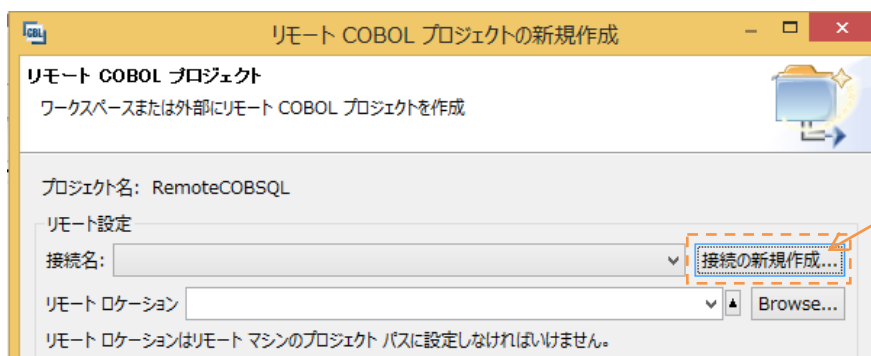 リモート COBOL プロジェクトの新規作成
リモート COBOL プロジェクト
ワークスペースまたは外部にリモート COBOL プロジェクトを作成
プロジェクト名: RemoteCOBSQL
リモート設定
接続名: 接続の新規作成...
リモート ロケーション Browse...
リモート ロケーションはリモート マシンのプロジェクト パスに設定しなければいけません。